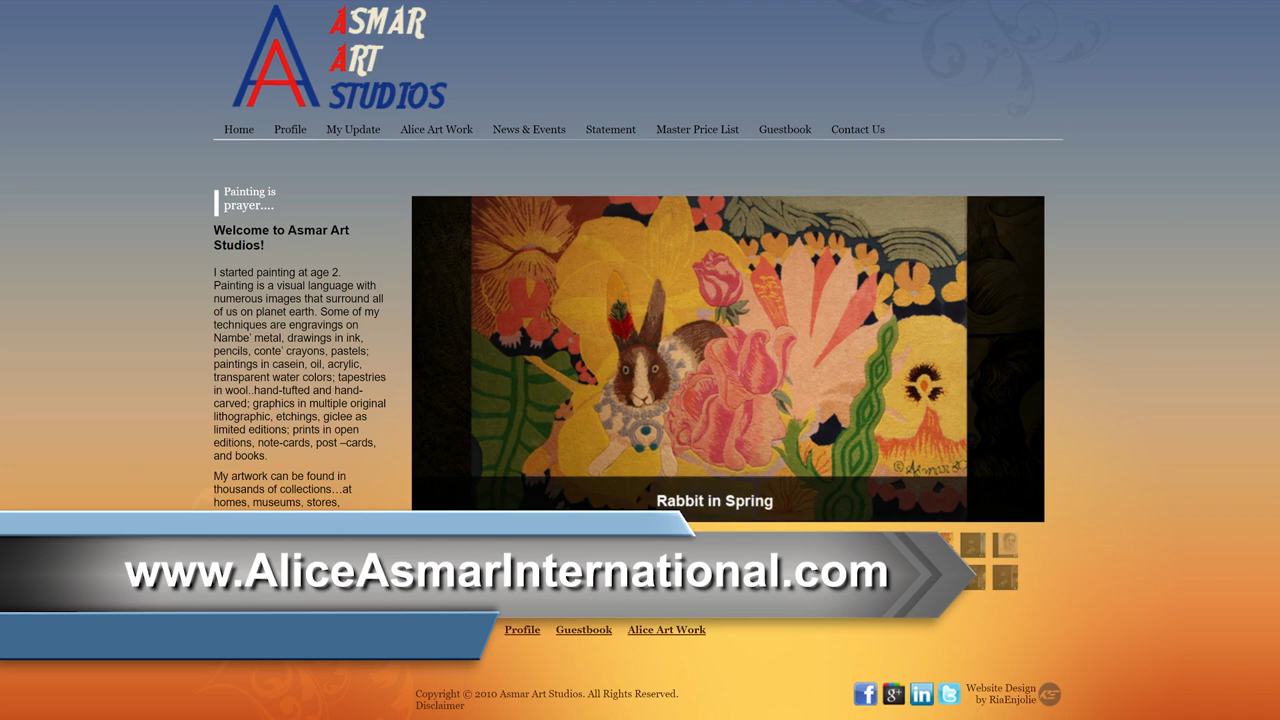 ASMAR
ART
STUDIOS
Home Profile My Update Alice Art Work News & Events Statement Master Price List Guestbook Contact Us
Painting is
prayer....
Welcome to Asmar Art
Studios!
I started painting at age 2.
Painting is a visual language with
numerous images that surround all
of us on planet earth. Some of my
techniques are engravings on
Nambe’ metal, drawings in ink,
pencils, conte’ crayons, pastels;
paintings in casein, oil, acrylic,
transparent water colors; tapestries
in wool..hand-tufted and hand-
carved; graphics in multiple original
lithographic, etchings, giclee as
limited editions; prints in open
editions, note-cards, post –cards,
and books.
My artwork can be found in
thousands of collections…at
homes, museums, stores,
© Asmar
Rabbit in Spring
www.AliceAsmarInternational.com
Profile Guestbook Alice Art Work
Copyright © 2010 Asmar Art Studios. All Rights Reserved.
Disclaimer
Website Design
by RiaEnjolie